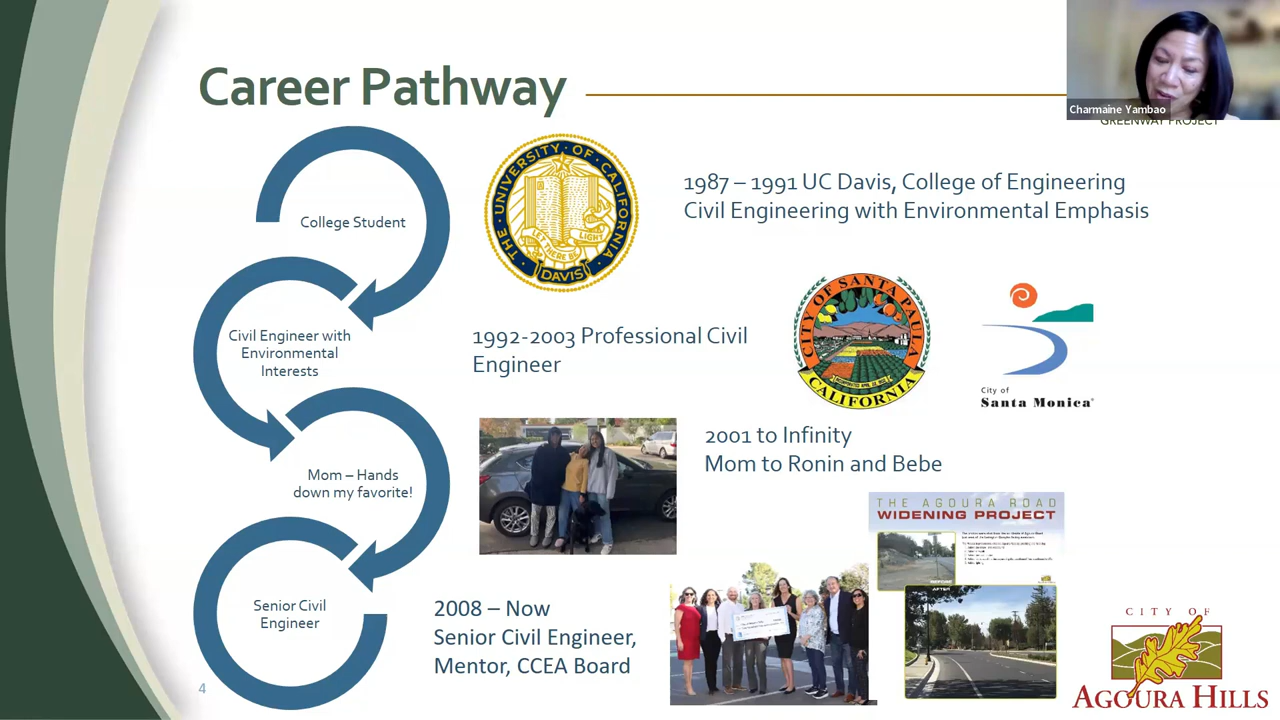 Career Pathway
Charmaine Yambao
GREENWAY PROJECT
College Student
THE UNIVERSITY OF CALIFORNIA
LET THERE BE LIGHT
DAVIS
1987 – 1991 UC Davis, College of Engineering
Civil Engineering with Environmental Emphasis
Civil Engineer with
Environmental
Interests
1992-2003 Professional Civil
Engineer
CITY OF SANTA PAULA
CALIFORNIA
City of
Santa Monica
Mom – Hands
down my favorite!
2001 to Infinity
Mom to Ronin and Bebe
THE AGOURA ROAD
WIDENING PROJECT
BEFORE
AFTER
Senior Civil
Engineer
2008 – Now
Senior Civil Engineer,
Mentor, CCEA Board
CITY OF
AGOURA HILLS
4